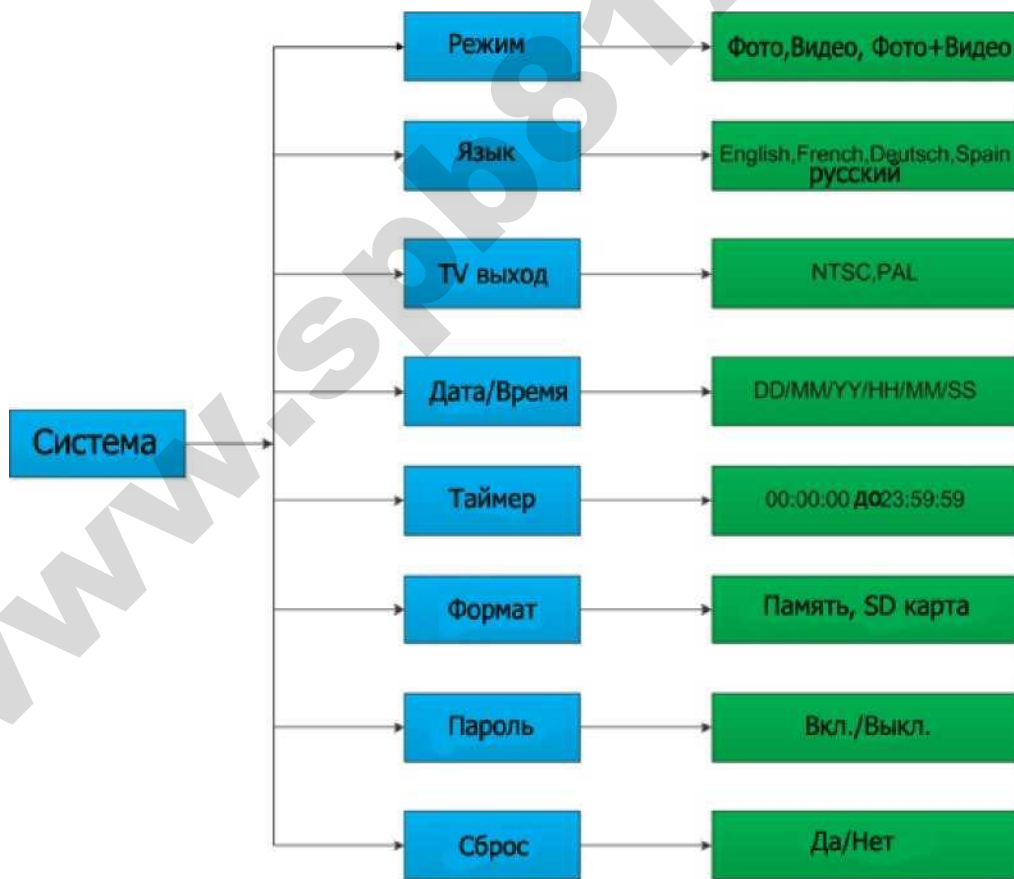 Режим
Фото,Видео, Фото+Видео
Язык
English,French,Deutsch,Spain
русский
TV выход
NTSC,PAL
Дата/Время
DD/MM/YY/HH/MM/SS
Система
Таймер
00:00:00 до23:59:59
Формат
Память, SD карта
Пароль
Вкл./Выкл.
Сброс
Да/Нет